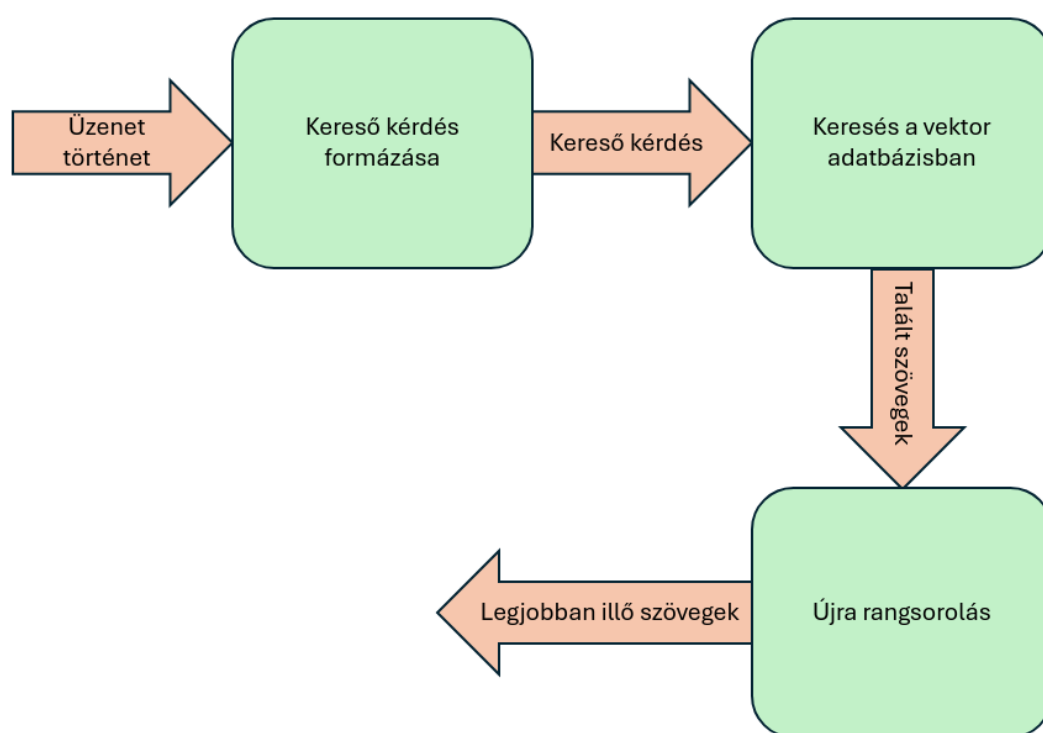 Üzenet
történet
Kereső kérdés
formázása
Kereső kérdés
Keresés a vektor
adatbázisban
Talált szövegek
Legjobban illő szövegek
Újra rangsorolás